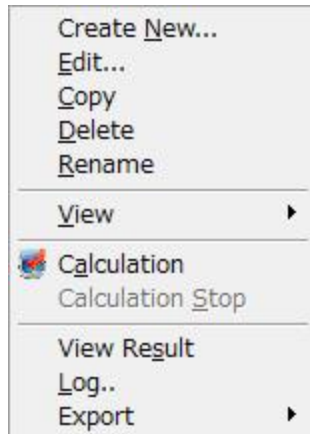 Create New...
Edit...
Copy
Delete
Rename
View
Calculation
Calculation Stop
View Result
Log..
Export